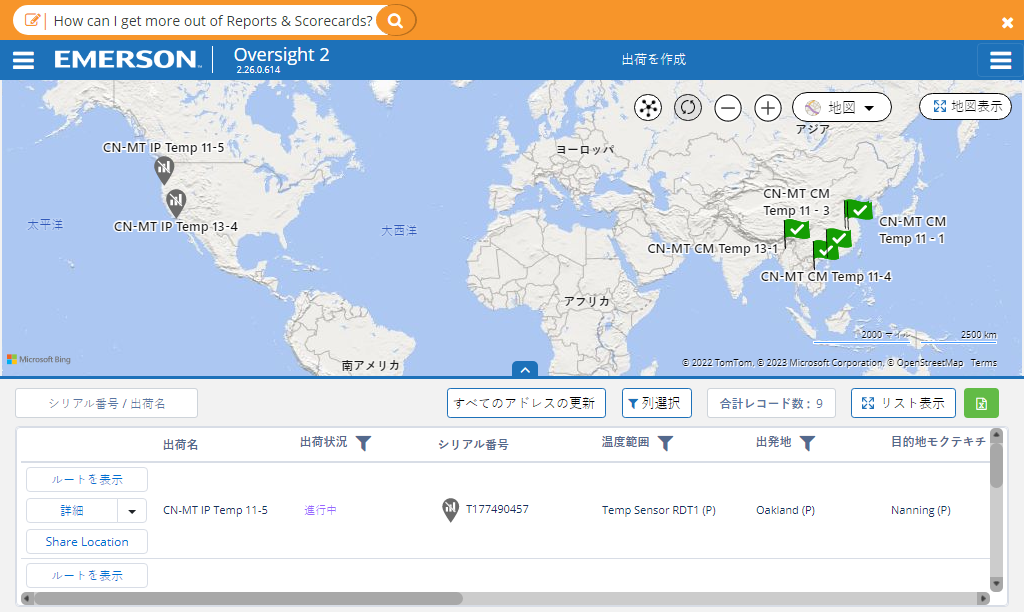 How can I get more out of Reports & Scorecards?
EMERSON
Oversight 2
2.26.0.614
出荷を作成
地図
地図表示
アジア
ヨーロッパ
CN-MT IP Temp 11-5
CN-MT IP Temp 13-4
太平洋
大西洋
CN-MT CM
Temp 11 - 3
CN-MT CM
Temp 11 - 1
CN-MT CM Temp 13-1
CN-MT CM Temp 11-4
アフリカ
南アメリカ
2000 マイル
2500 km
Microsoft Bing
© 2022 TomTom, © 2023 Microsoft Corporation, © OpenStreetMap Terms
シリアル番号 / 出荷名
すべてのアドレスの更新
列選択
合計レコード数 : 9
リスト表示
出荷名
出荷状況
シリアル番号
温度範囲
出発地
目的地モクテキチ
ルートを表示
詳細
CN-MT IP Temp 11-5
進行中
T177490457
Temp Sensor RDT1 (P)
Oakland (P)
Nanning (P)
Share Location
ルートを表示